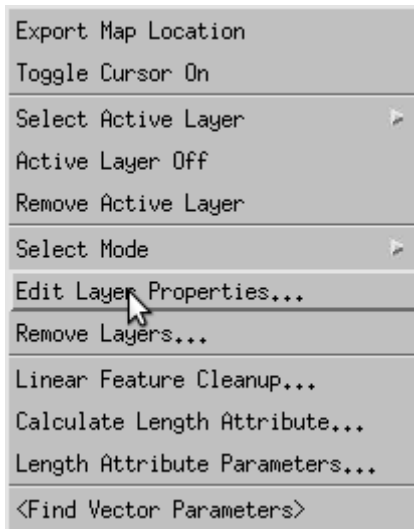 Export Map Location
Toggle Cursor On
Select Active Layer
Active Layer Off
Remove Active Layer
Select Mode
Edit Layer Properties...
Remove Layers...
Linear Feature Cleanup...
Calculate Length Attribute...
Length Attribute Parameters...
<Find Vector Parameters>